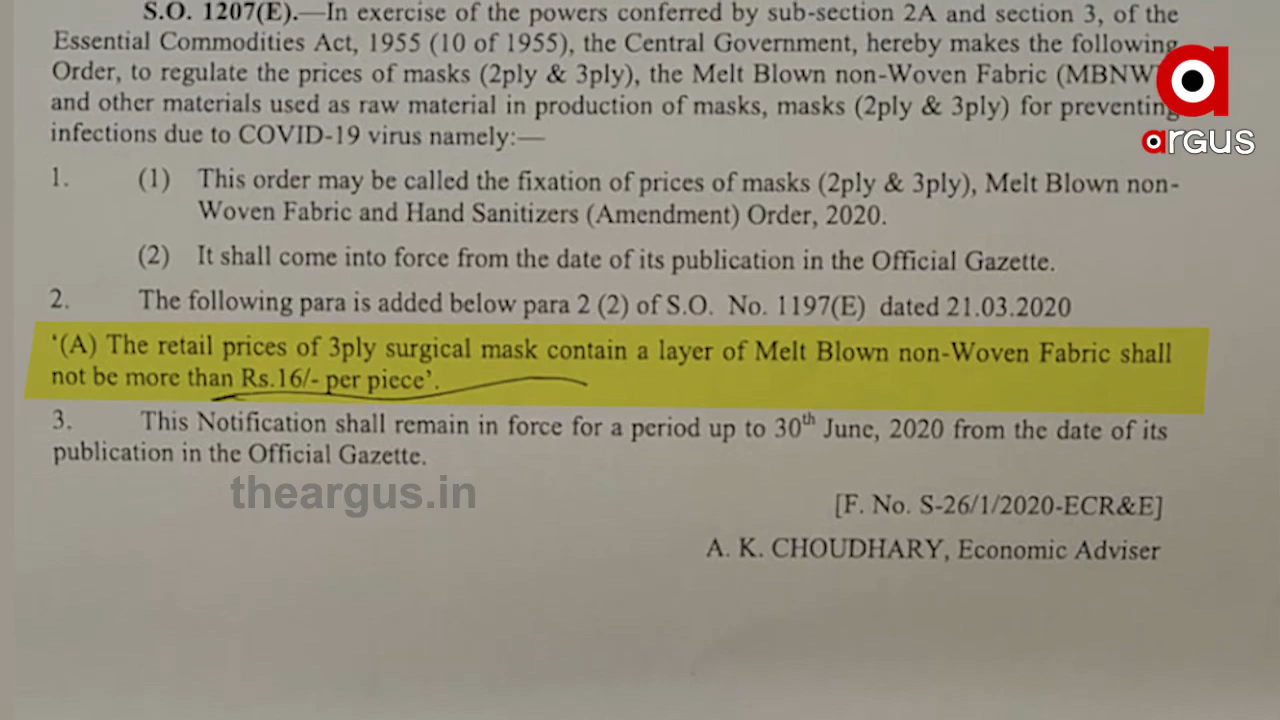 S.O. 1207(E).—In exercise of the powers conferred by sub-section 2A and section 3, of the
Essential Commodities Act, 1955 (10 of 1955), the Central Government, hereby makes the following
Order, to regulate the prices of masks (2ply & 3ply), the Melt Blown non-Woven Fabric (MBNW
and other materials used as raw material in production of masks, masks (2ply & 3ply) for preventing
infections due to COVID-19 virus namely:—
argus
1. (1) This order may be called the fixation of prices of masks (2ply & 3ply), Melt Blown non-
Woven Fabric and Hand Sanitizers (Amendment) Order, 2020.
(2) It shall come into force from the date of its publication in the Official Gazette.
2. The following para is added below para 2 (2) of S.O. No. 1197(E) dated 21.03.2020
‘(A) The retail prices of 3ply surgical mask contain a layer of Melt Blown non-Woven Fabric shall
not be more than Rs.16/- per piece’.
3. This Notification shall remain in force for a period up to 30th June, 2020 from the date of its
publication in the Official Gazette.
theargus.in
[F. No. S-26/1/2020-ECR&E]
A. K. CHOUDHARY, Economic Adviser